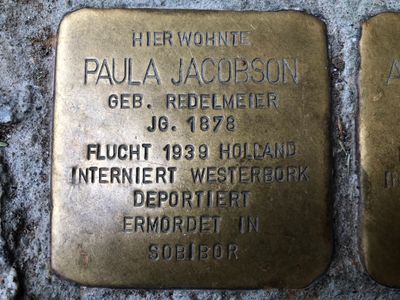 HIER WOHNTE
PAULA JACOBSON
GEB. REDELMEIER
JG. 1878
FLUCHT 1939 HOLLAND
INTERNIERT WESTERBORK
DEPORTIERT
ERMORDET IN
SOBIBOR